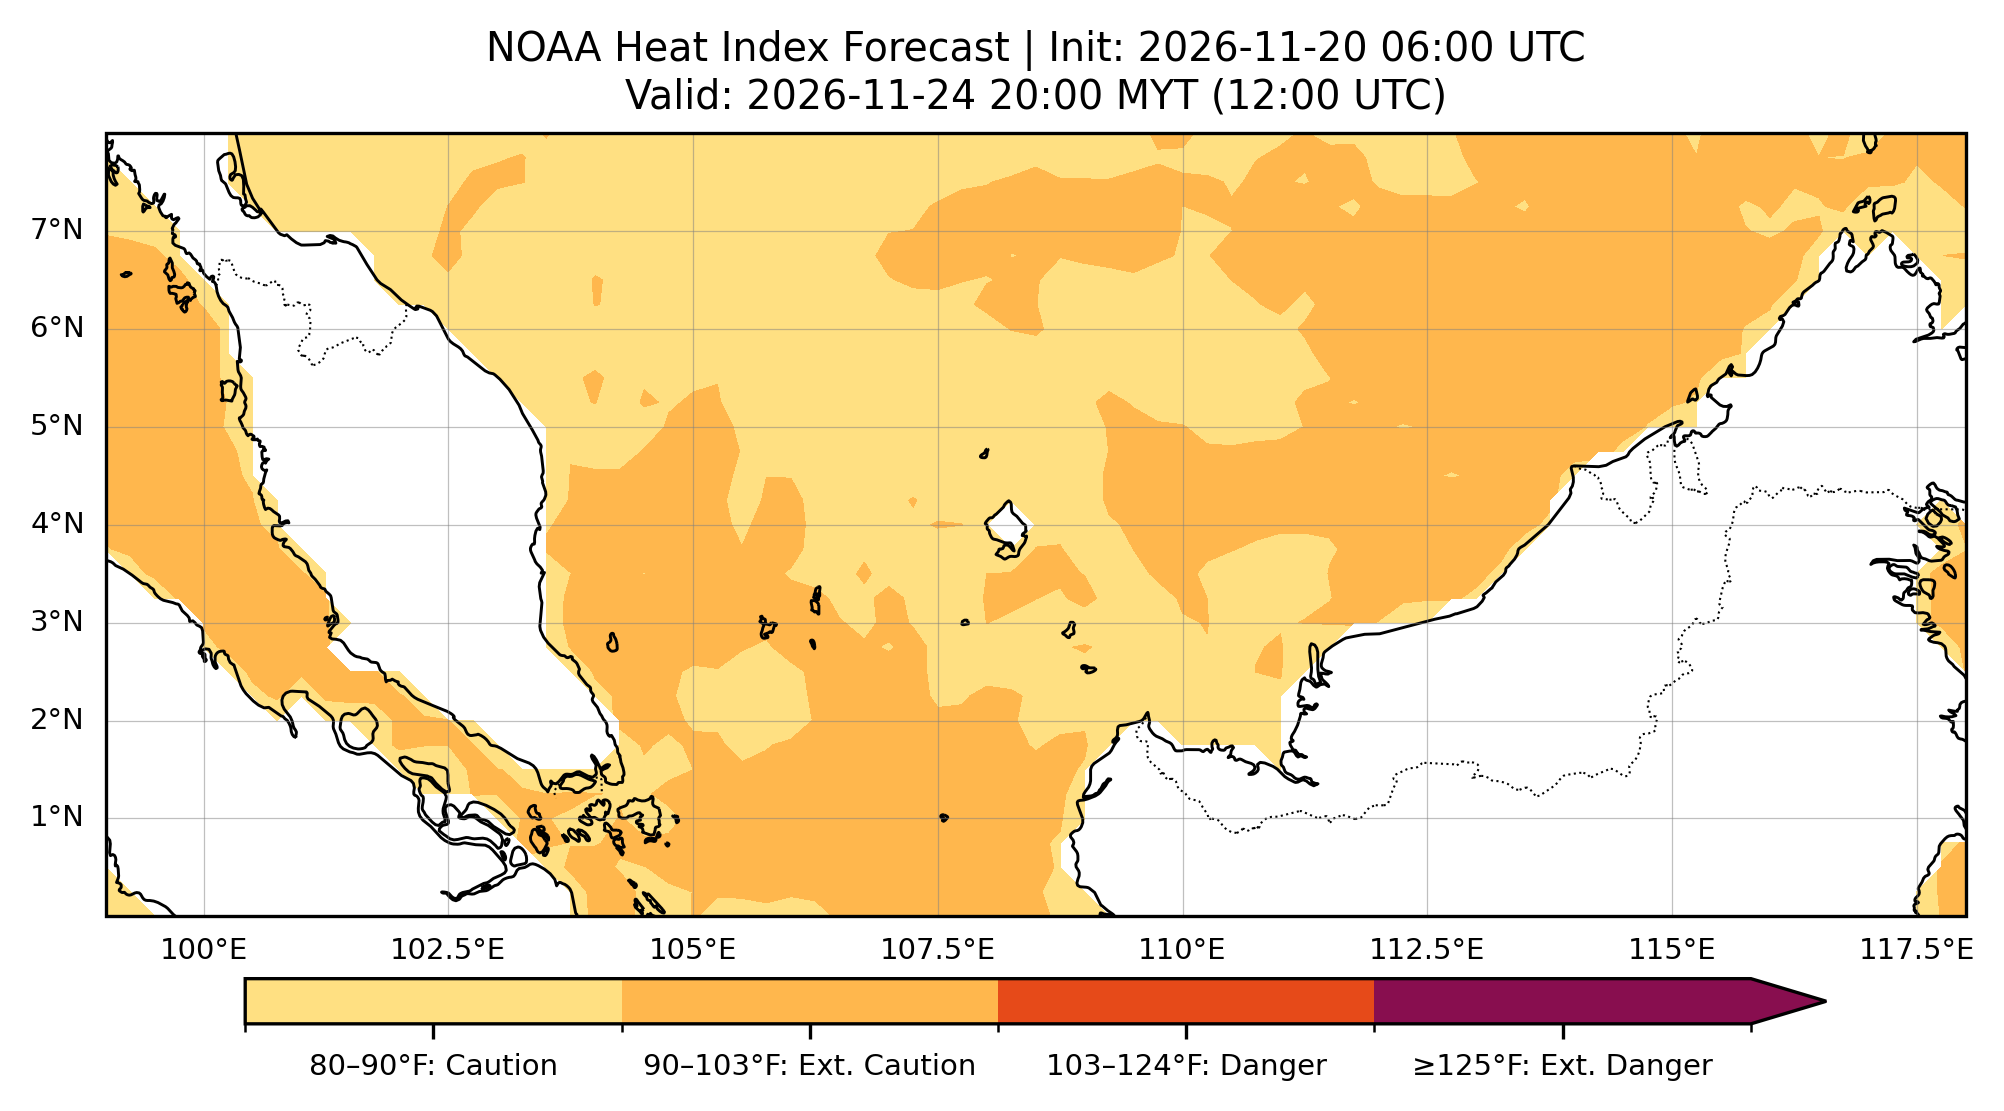 NOAA Heat Index Forecast | Init: 2026-11-20 06:00 UTC
Valid: 2026-11-24 20:00 MYT (12:00 UTC)
7°N
6°N
5°N
4°N
3°N
2°N
1°N
100°E 102.5°E 105°E 107.5°E 110°E 112.5°E 115°E 117.5°E
80–90°F: Caution 90–103°F: Ext. Caution 103–124°F: Danger ≥125°F: Ext. Danger